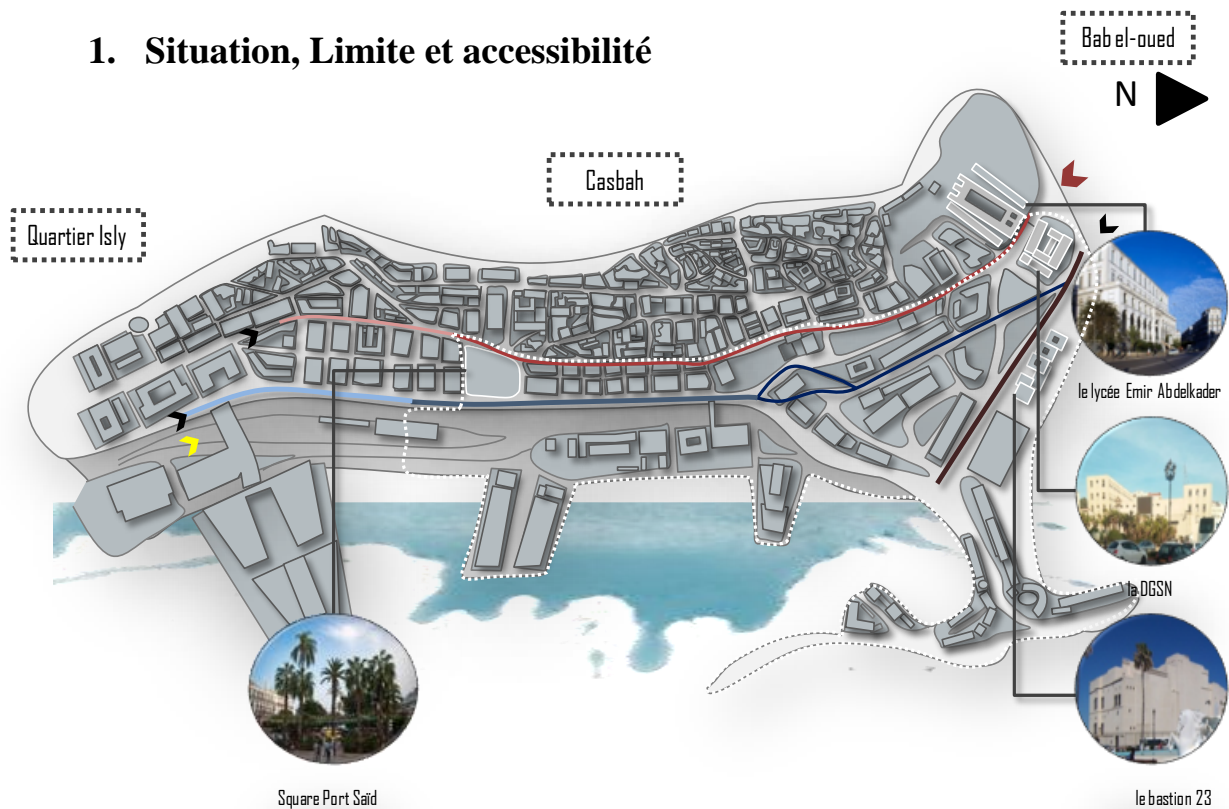 1. Situation, Limite et accessibilité
Bab el-oued
N
Casbah
Quartier Isly
le lycée Emir Abdelkader
la DGSN
Square Port Saïd
le bastion 23